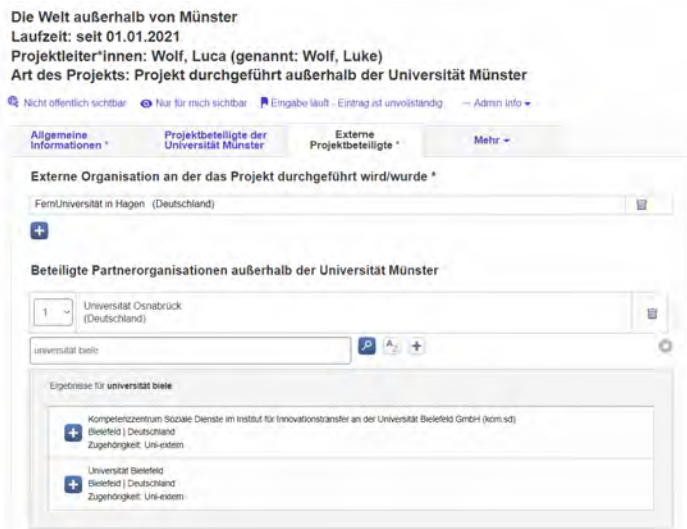 Die Welt außerhalb von Münster
Laufzeit: seit 01.01.2021
Projektleiter*innen: Wolf, Luca (genannt: Wolf, Luke)
Art des Projekts: Projekt durchgeführt außerhalb der Universität Münster
Nicht öffentlich sichtbar Nur für mich sichtbar Eingabe läuft - Eintrag ist unvollständig Admin Info
Allgemeine Informationen * Projektbeteiligte der Universität Münster Externe Projektbeteiligte * Mehr
Externe Organisation an der das Projekt durchgeführt wird/wurde *
FernUniversität in Hagen (Deutschland)
Beteiligte Partnerorganisationen außerhalb der Universität Münster
1 Universität Osnabrück
(Deutschland)
universität biele
Ergebnisse für universität biele
Kompetenzzentrum Soziale Dienste im Institut für Innovationstransfer an der Universität Bielefeld GmbH (kom.sd)
Bielefeld | Deutschland
Zugehörigkeit: Uni-extern
Universität Bielefeld
Bielefeld | Deutschland
Zugehörigkeit: Uni-extern